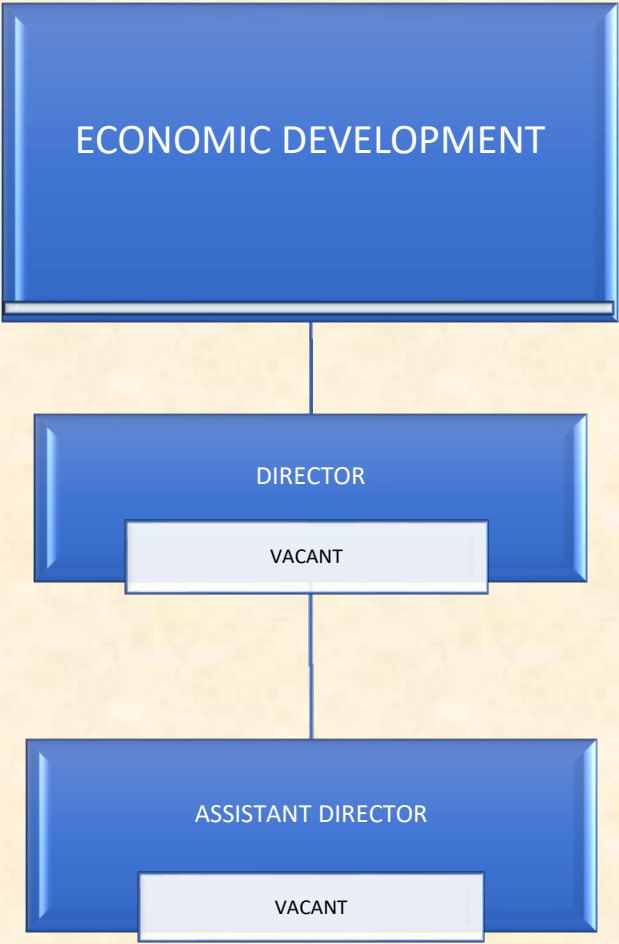 ECONOMIC DEVELOPMENT
DIRECTOR
VACANT
ASSISTANT DIRECTOR
VACANT